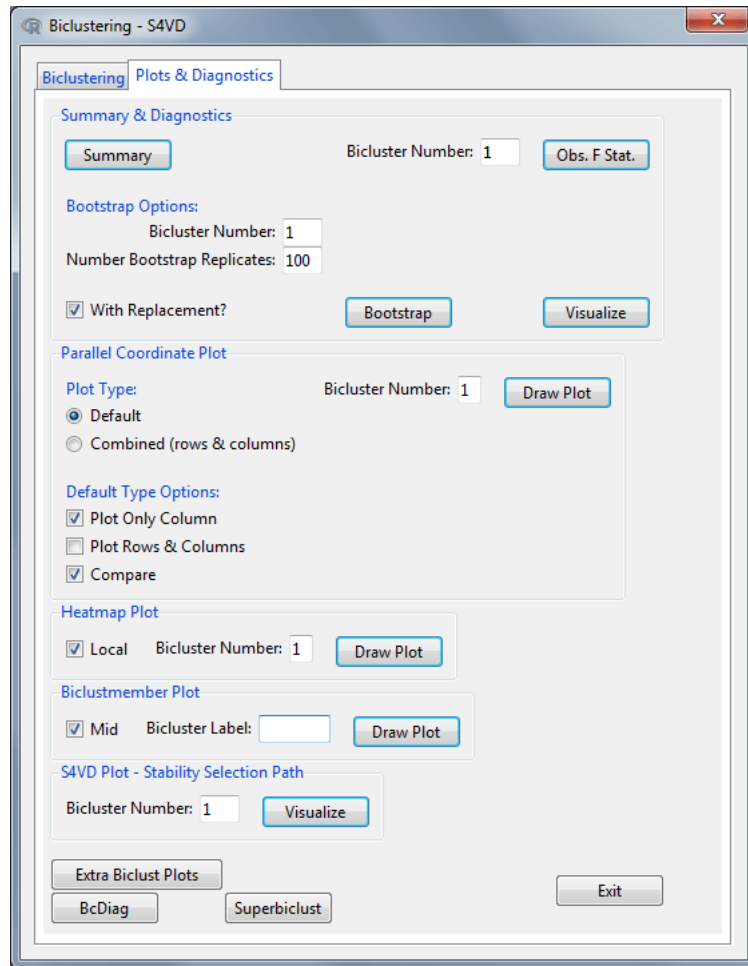 Biclustering - S4VD
Biclustering Plots & Diagnostics
Summary & Diagnostics
Summary Bicluster Number: 1 Obs. F Stat.
Bootstrap Options:
Bicluster Number: 1
Number Bootstrap Replicates: 100
With Replacement? Bootstrap Visualize
Parallel Coordinate Plot
Plot Type: Bicluster Number: 1 Draw Plot
Default
Combined (rows & columns)
Default Type Options:
Plot Only Column
Plot Rows & Columns
Compare
Heatmap Plot
Local Bicluster Number: 1 Draw Plot
Biclustmember Plot
Mid Bicluster Label: Draw Plot
S4VD Plot - Stability Selection Path
Bicluster Number: 1 Visualize
Extra Biclust Plots
Exit
BcDiag Superbiclust